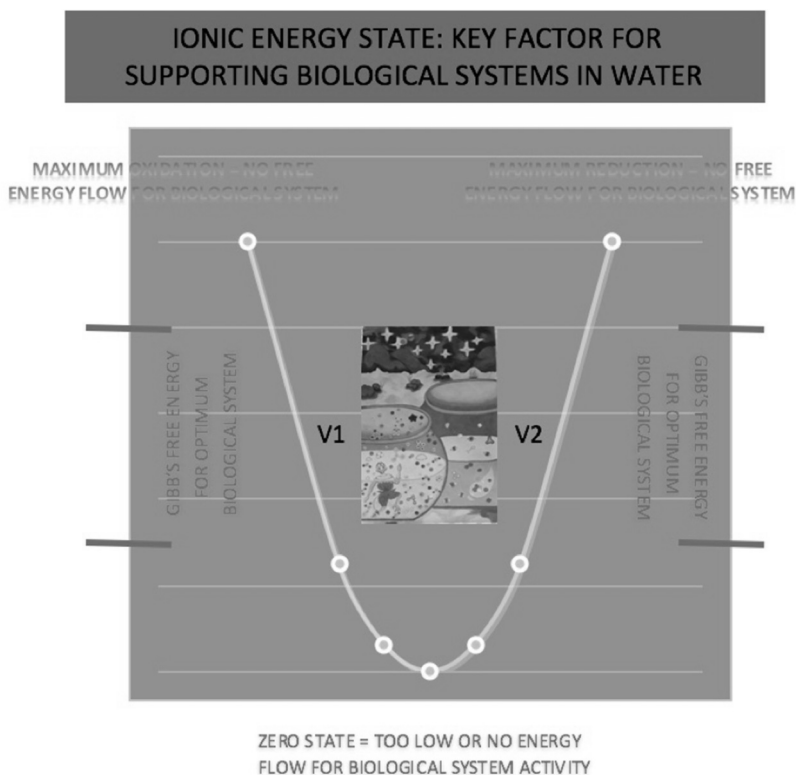 IONIC ENERGY STATE: KEY FACTOR FOR
SUPPORTING BIOLOGICAL SYSTEMS IN WATER
MAXIMUM OXIDATION – NO FREE
ENERGY FLOW FOR BIOLOGICAL SYSTEM
MAXIMUM REDUCTION – NO FREE
ENERGY FLOW FOR BIOLOGICAL SYSTEM
GIBB'S FREE ENERGY
FOR OPTIMUM
BIOLOGICAL SYSTEM
V1
V2
GIBB'S FREE ENERGY
FOR OPTIMUM
BIOLOGICAL SYSTEM
ZERO STATE = TOO LOW OR NO ENERGY
FLOW FOR BIOLOGICAL SYSTEM ACTIVITY